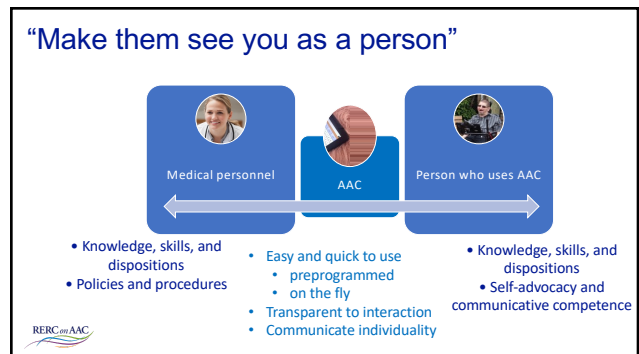 “Make them see you as a person”
Medical personnel
AAC
Person who uses AAC
• Knowledge, skills, and
dispositions
• Policies and procedures
• Easy and quick to use
• preprogrammed
• on the fly
• Transparent to interaction
• Communicate individuality
• Knowledge, skills, and
dispositions
• Self-advocacy and
communicative competence
RERC on AAC